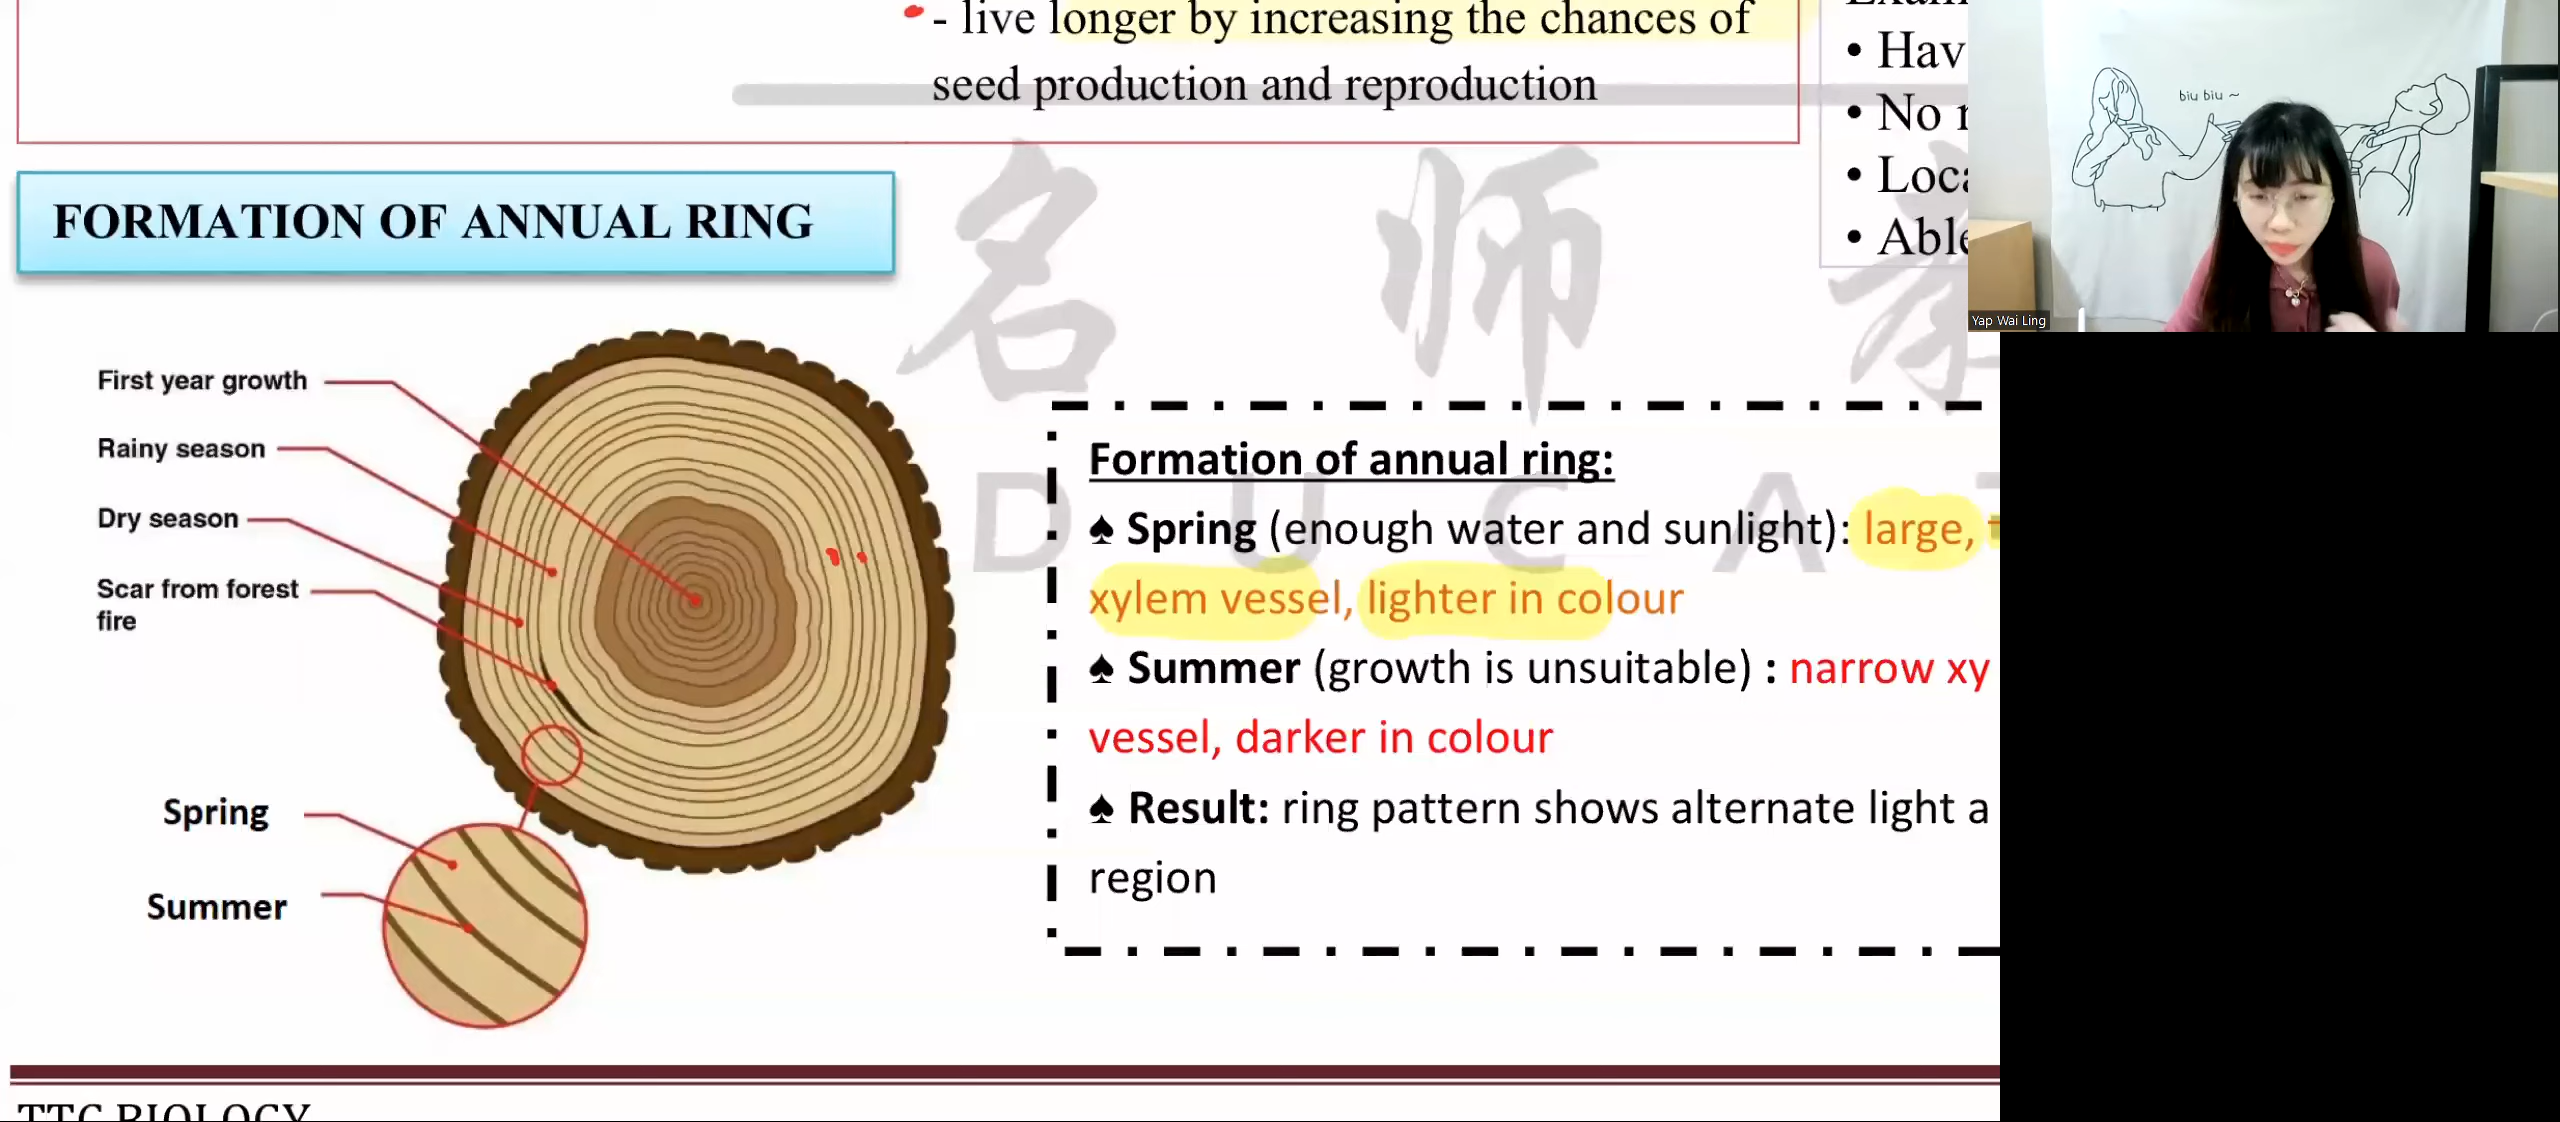 - live longer by increasing the chances of
seed production and reproduction
• Hav
• No
• Loca
• Able
biu biu ~
Yap Wai Ling
名 师
D U C A
FORMATION OF ANNUAL RING
First year growth
Rainy season
Dry season
Scar from forest
fire
Spring
Summer
Formation of annual ring:
♠ Spring (enough water and sunlight): large,
xylem vessel, lighter in colour
♠ Summer (growth is unsuitable) : narrow xy
vessel, darker in colour
♠ Result: ring pattern shows alternate light a
region
TTC BIOLOGY